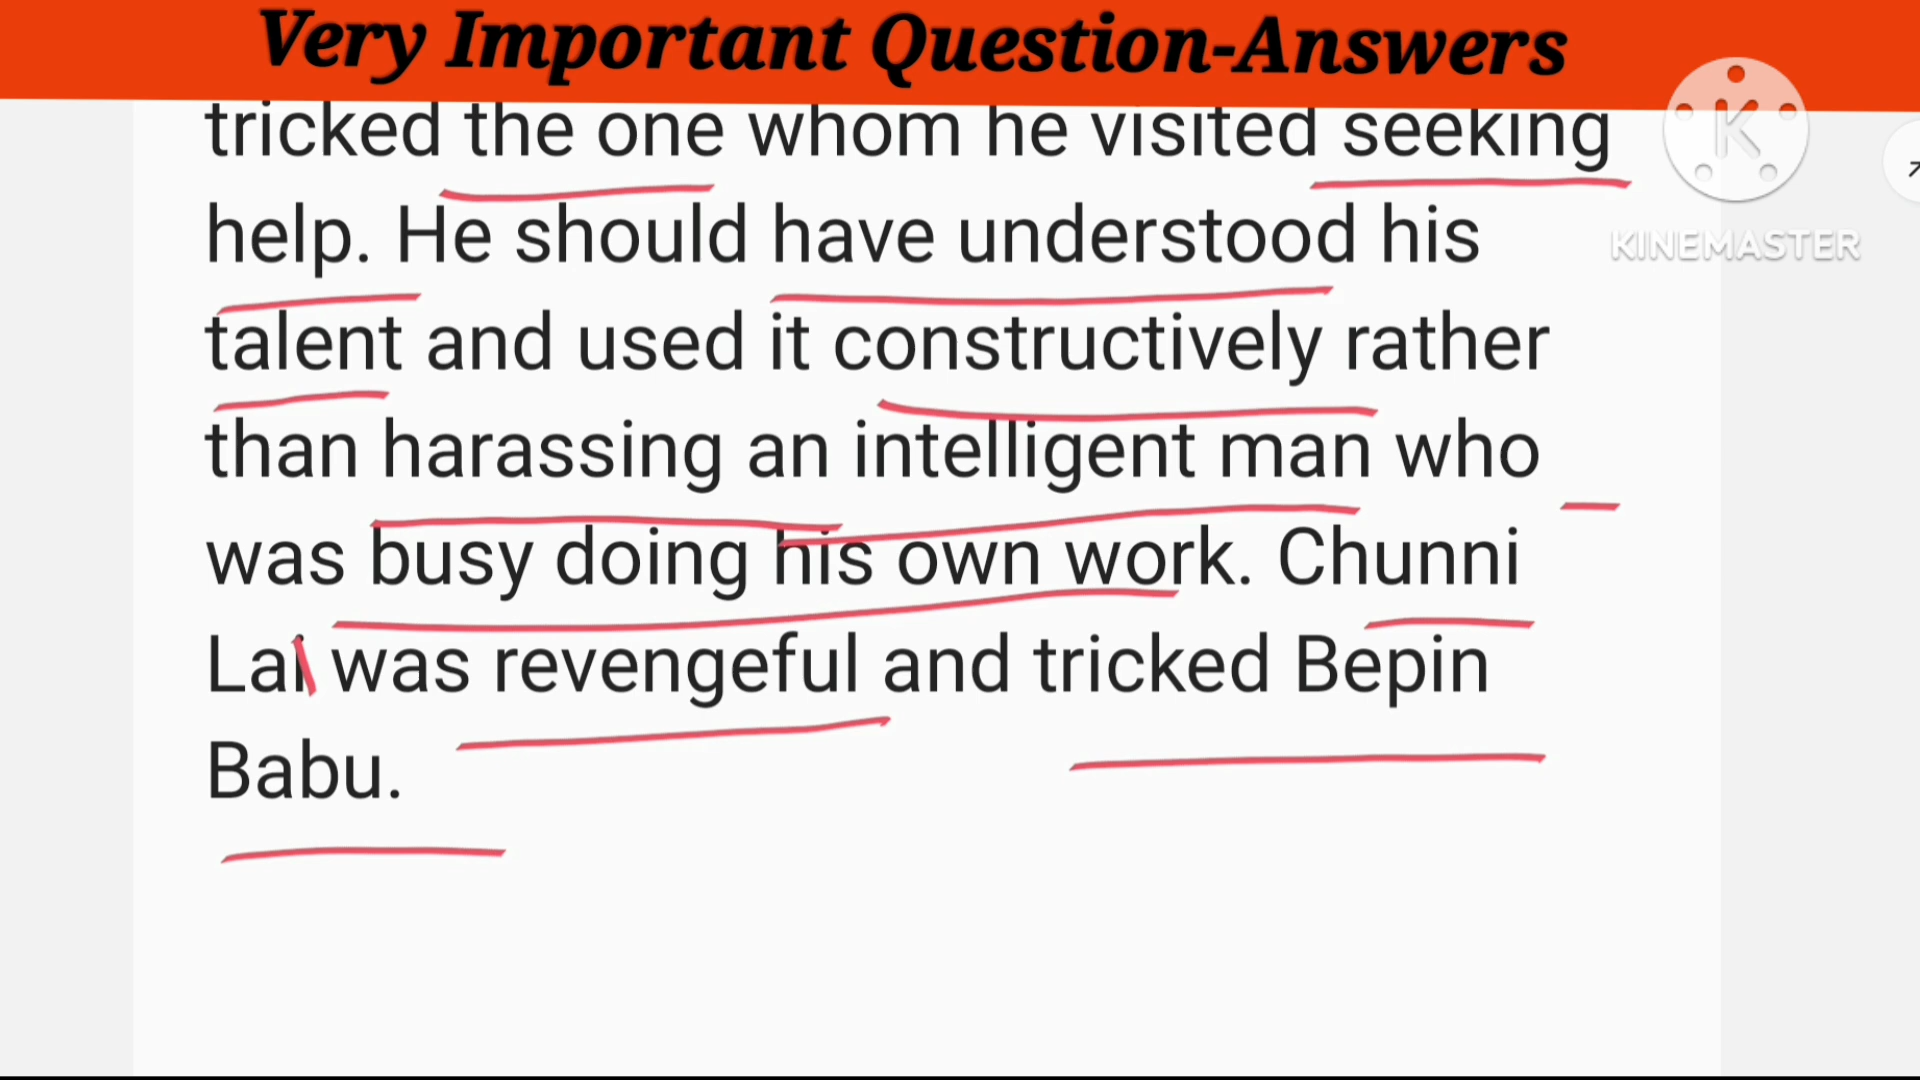 Very Important Question-Answers
tricked the one whom he visited seeking
KINEMASTER
help. He should have understood his
talent and used it constructively rather
than harassing an intelligent man who
was busy doing his own work. Chunni
Lal was revengeful and tricked Bepin
Babu.